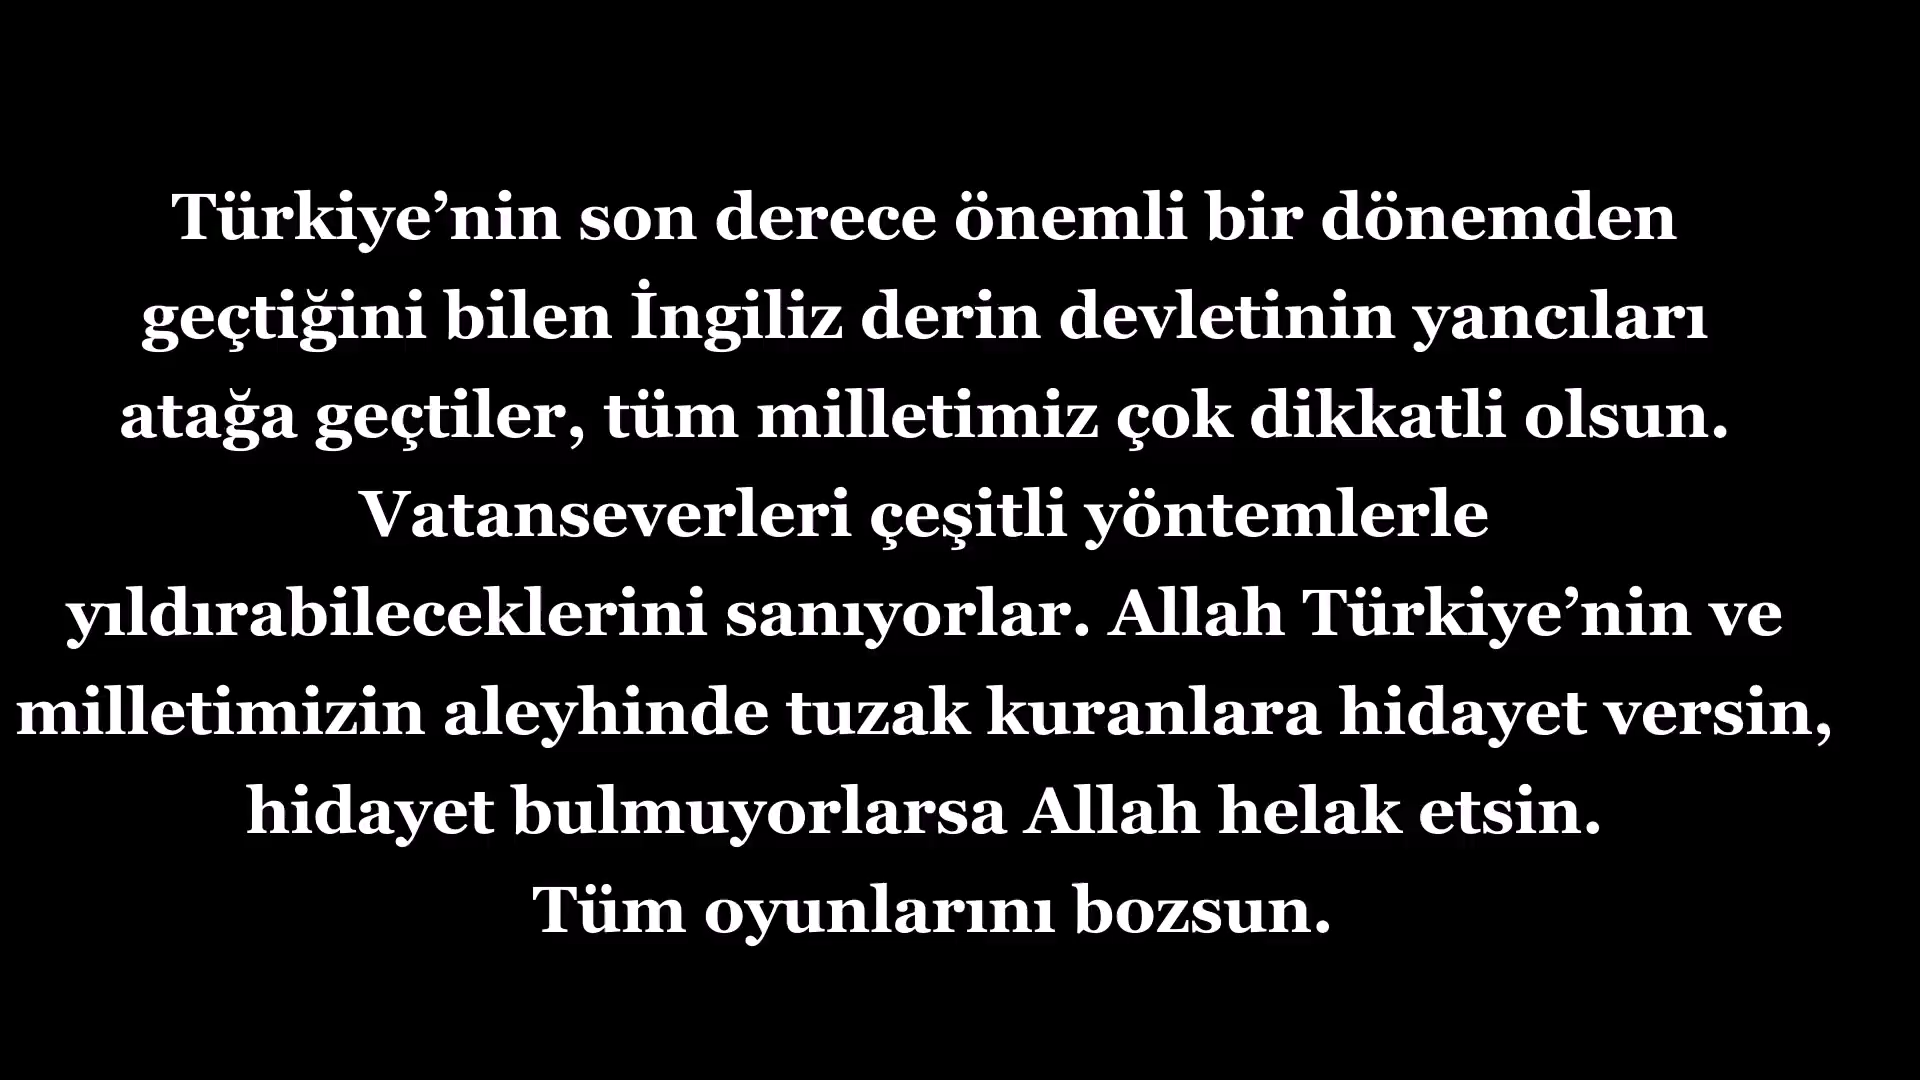 Türkiye’nin son derece önemli bir dönemden
geçtiğini bilen İngiliz derin devletinin yancıları
atağa geçtiler, tüm milletimiz çok dikkatli olsun.
Vatanseverleri çeşitli yöntemlerle
yıldırabileceklerini sanıyorlar. Allah Türkiye’nin ve
milletimizin aleyhinde tuzak kuranlara hidayet versin,
hidayet bulmuyorlarsa Allah helak etsin.
Tüm oyunlarını bozsun.